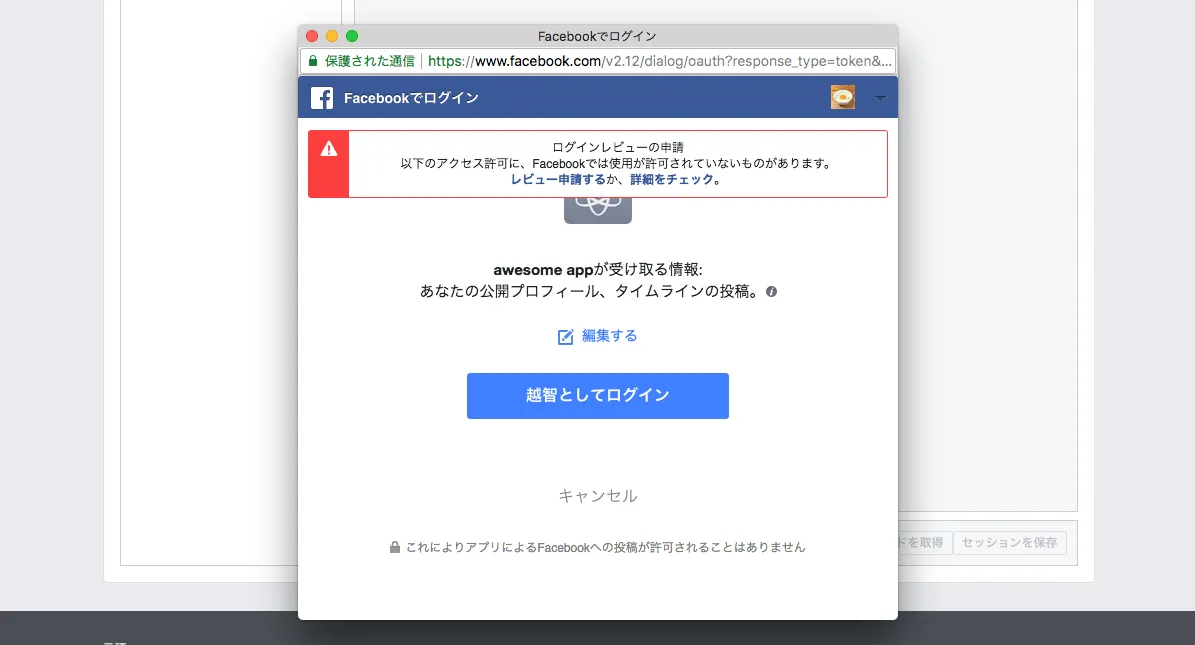 Facebookでログイン
保護された通信 https://www.facebook.com/v2.12/dialog/oauth?response_type=token&...
Facebookでログイン
ログインレビューの申請
以下のアクセス許可に、Facebookでは使用が許可されていないものがあります。
レビュー申請するか、詳細をチェック。
awesome appが受け取る情報:
あなたの公開プロフィール、タイムラインの投稿。
編集する
越智としてログイン
キャンセル
ドを取得 セッションを保存
これによりアプリによるFacebookへの投稿が許可されることはありません